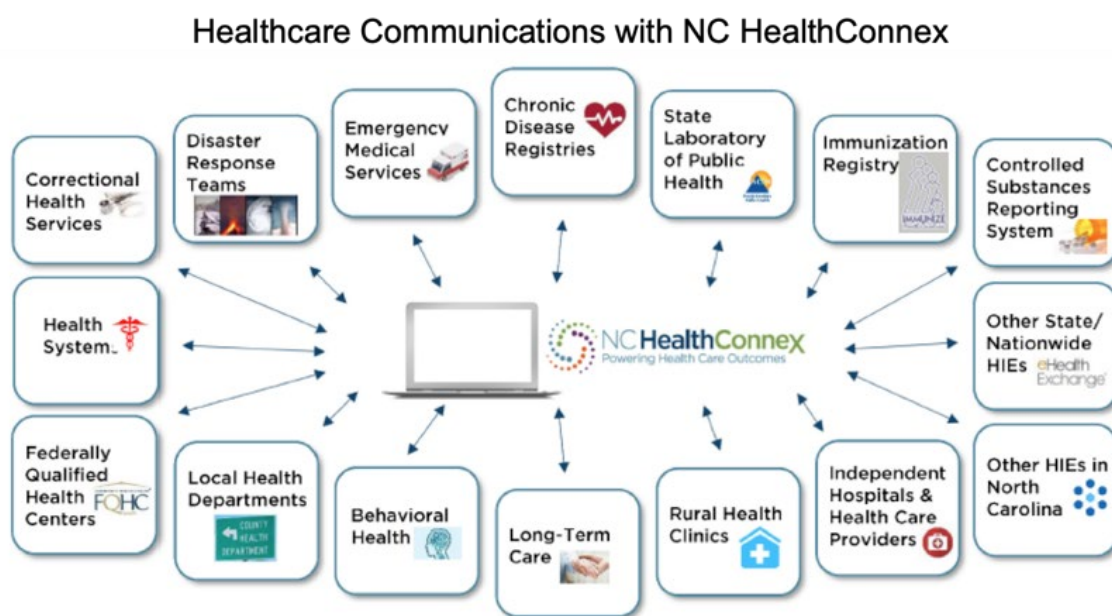 Healthcare Communications with NC HealthConnex
Correctional
Health
Services
Disaster
Response
Teams
Emergency
Medical
Services
Chronic
Disease
Registries
State
Laboratory
of Public
Health
Immunization
Registry
IMMUNIZE
Controlled
Substances
Reporting
System
Health
Systems
NC HealthConnex
Powering Health Care Outcomes
Other State/
Nationwide
HIEs
eHealth
Exchange
Federally
Qualified
Health
Centers
FQHC
Local Health
Departments
COUNTY
HEALTH
DEPARTMENT
Behavioral
Health
Long-Term
Care
Rural Health
Clinics
Independent
Hospitals &
Health Care
Providers
Other HIEs in
North
Carolina